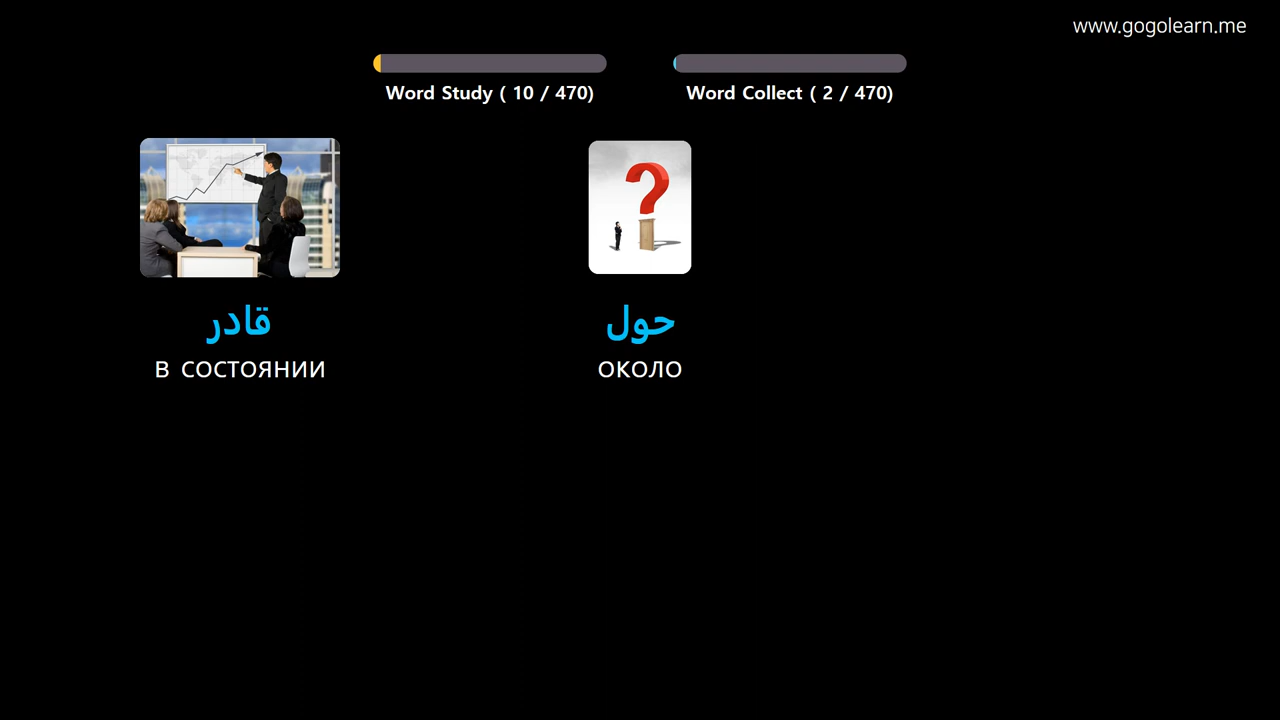 www.gogolearn.me
Word Study ( 10 / 470)
Word Collect ( 2 / 470)
قادر
в состоянии
حول
около